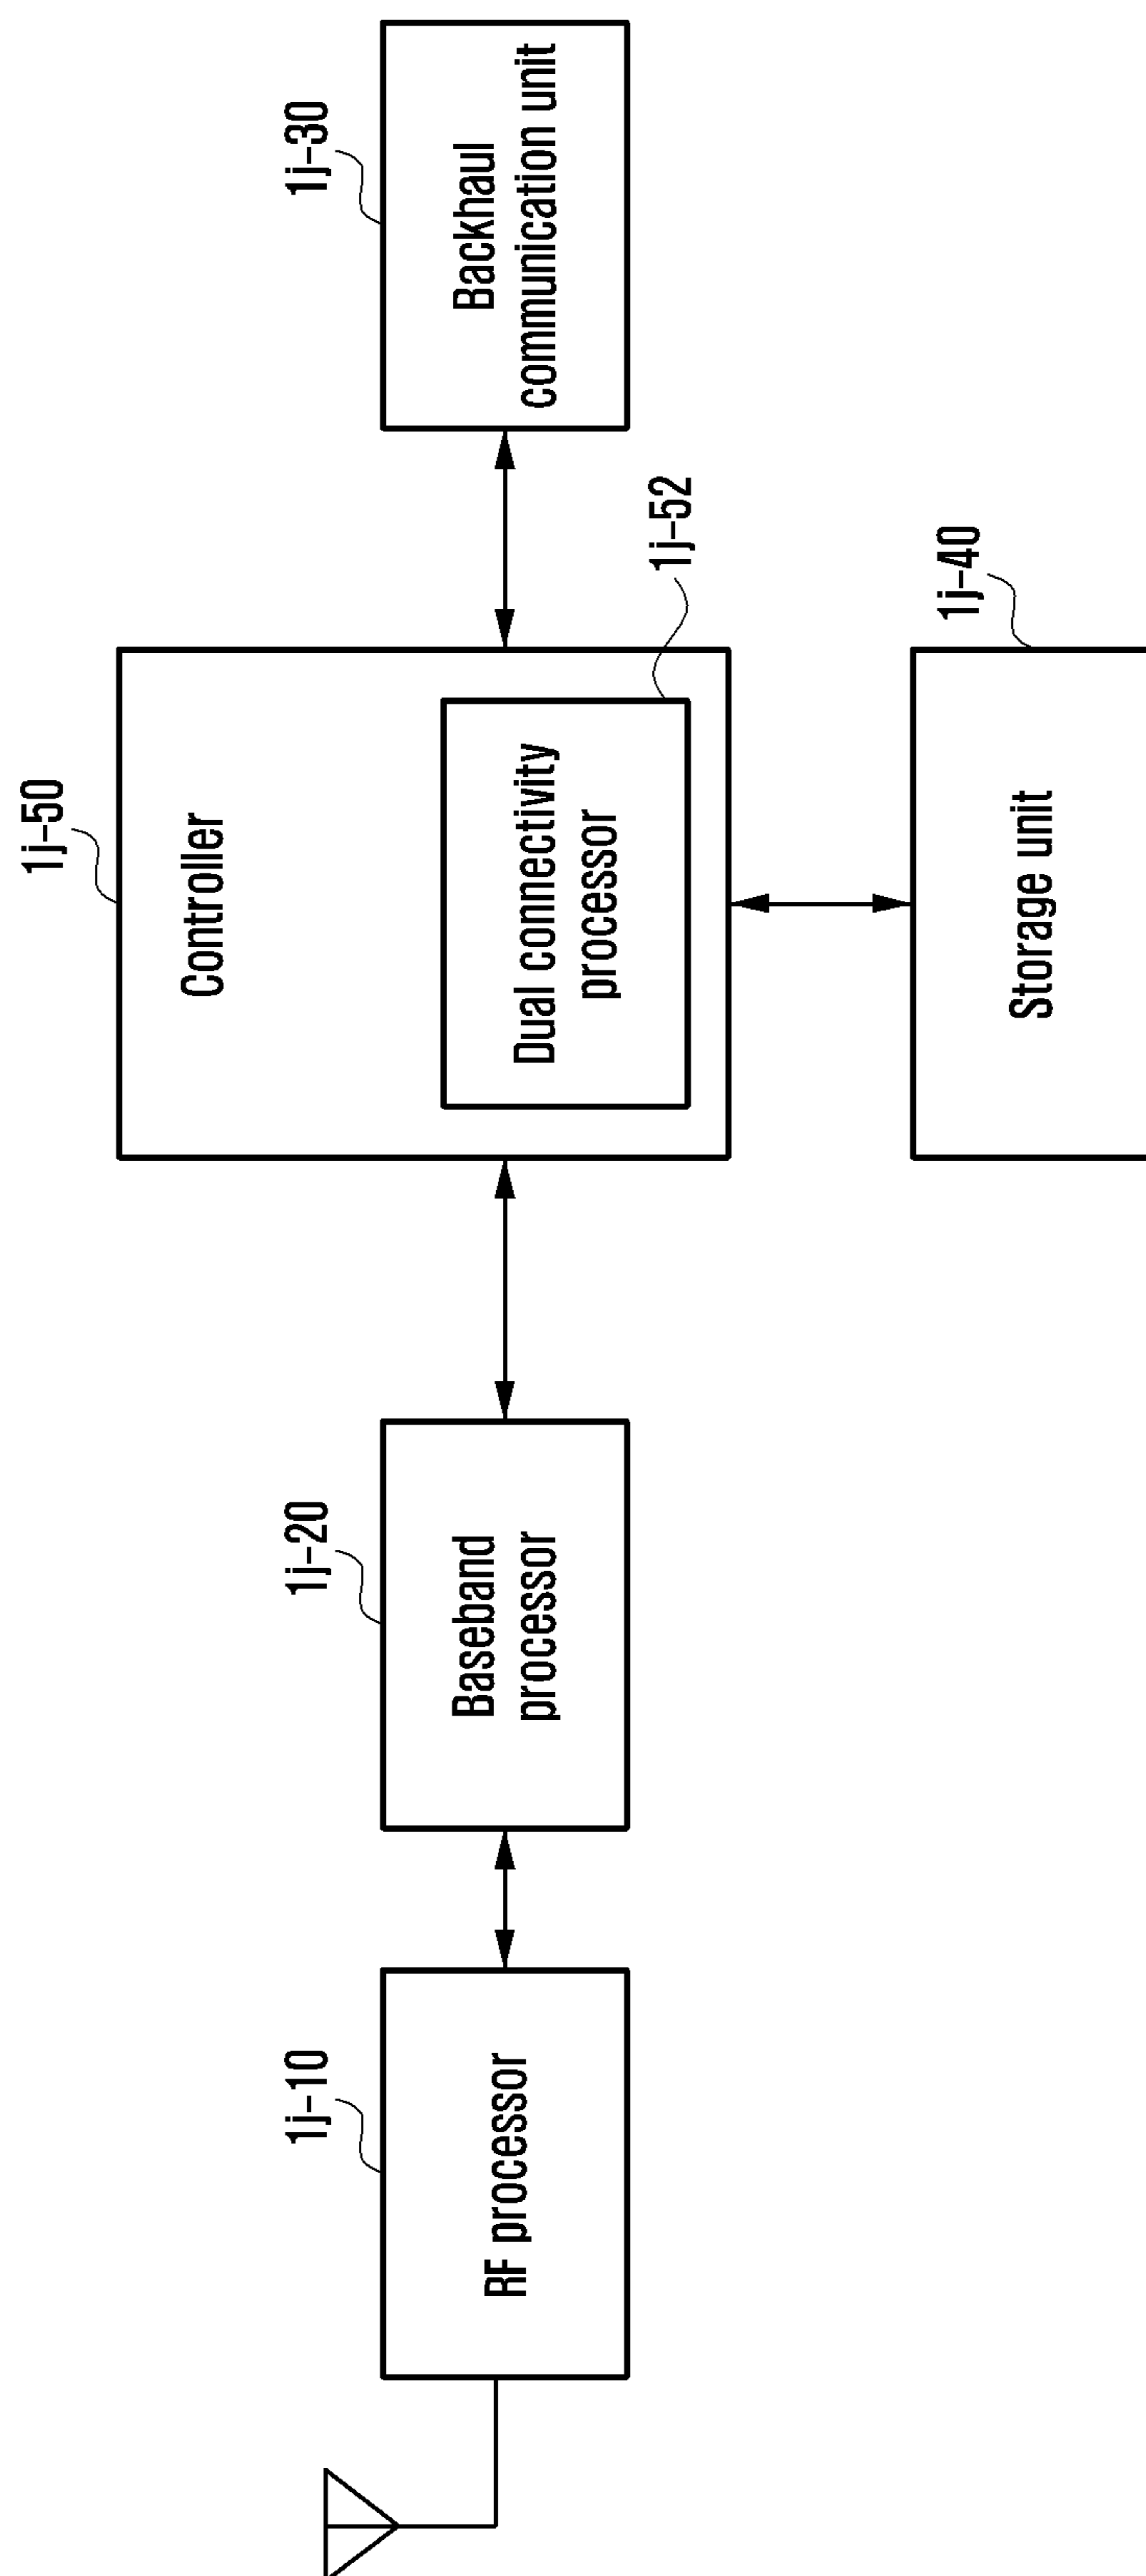 1j-50
Controller
1j-10
RF processor
1j-20
Baseband
processor
Dual connectivity
processor
1j-52
1j-30
Backhaul
communication unit
1j-40
Storage unit